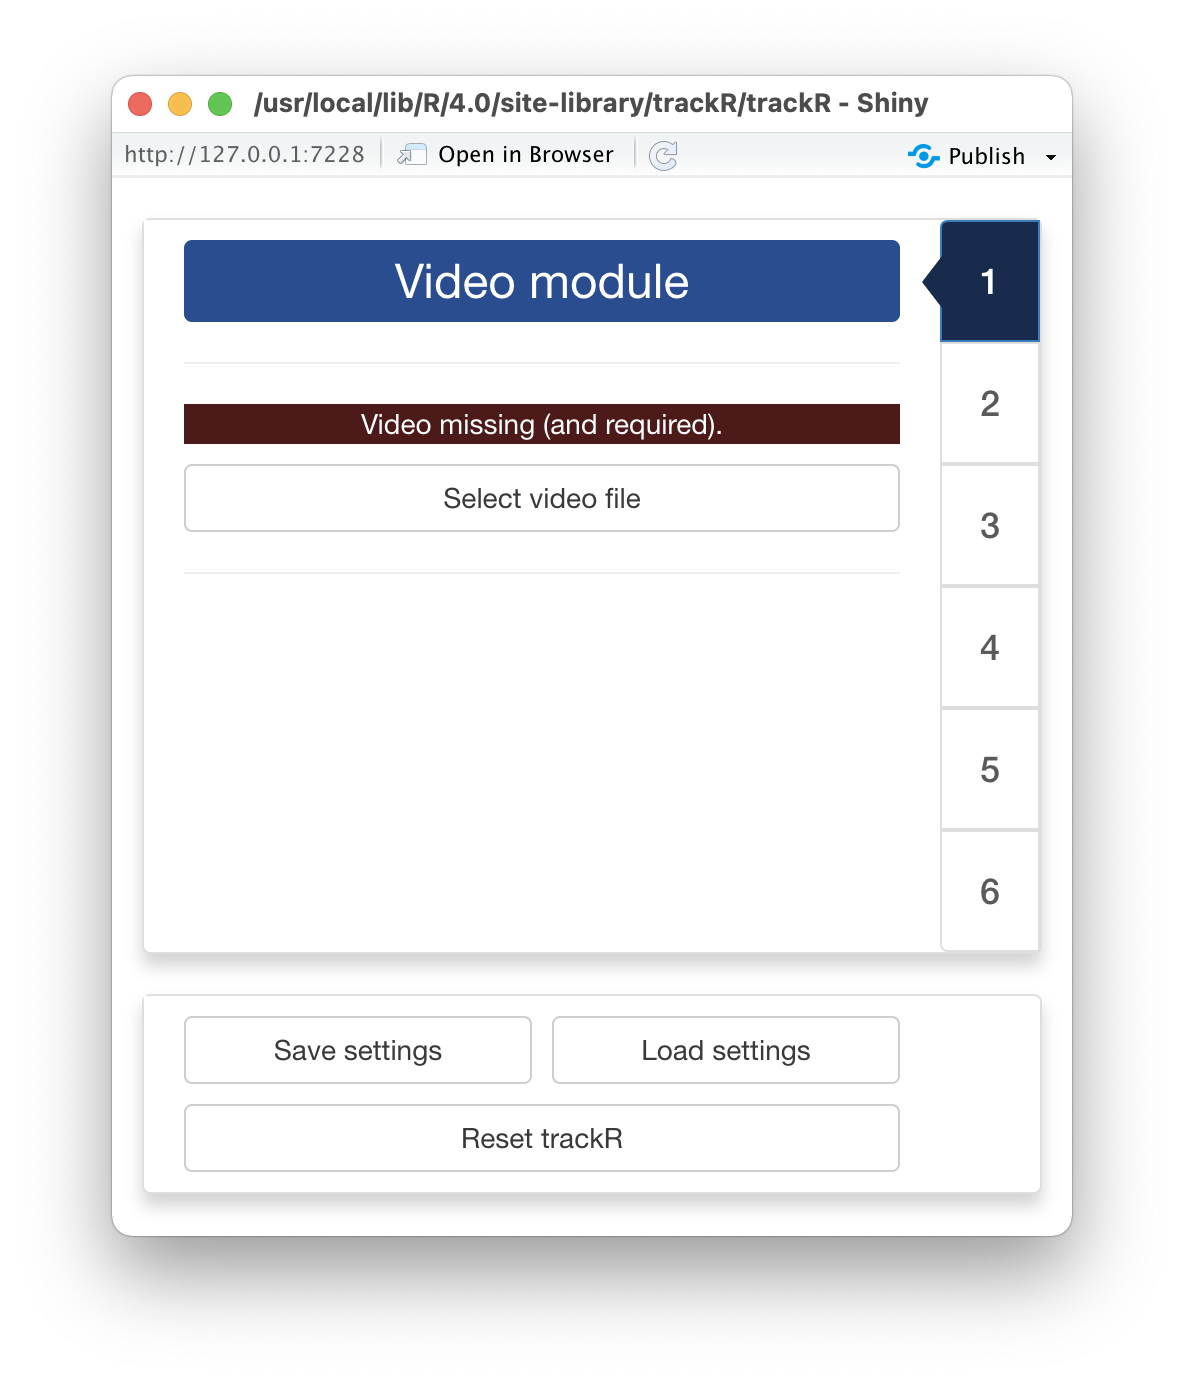 /usr/local/lib/R/4.0/site-library/trackR/trackR - Shiny
http://127.0.0.1:7228 Open in Browser Publish
Video module
1
Video missing (and required).
2
Select video file
3
4
5
6
Save settings Load settings
Reset trackR